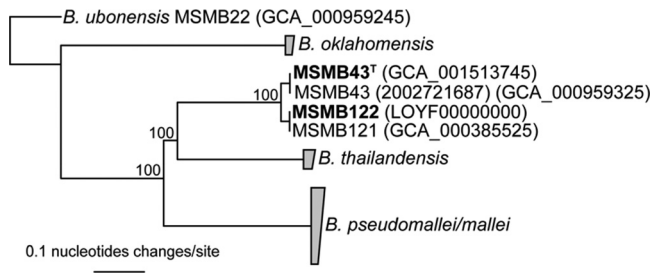 B. ubonensis MSMB22 (GCA_000959245)
B. oklahomensis
MSMB43ᵀ (GCA_001513745)
100
MSMB43 (2002721687) (GCA_000959325)
MSMB122 (LOYF00000000)
MSMB121 (GCA_000385525)
100
B. thailandensis
100
B. pseudomallei/mallei
0.1 nucleotides changes/site